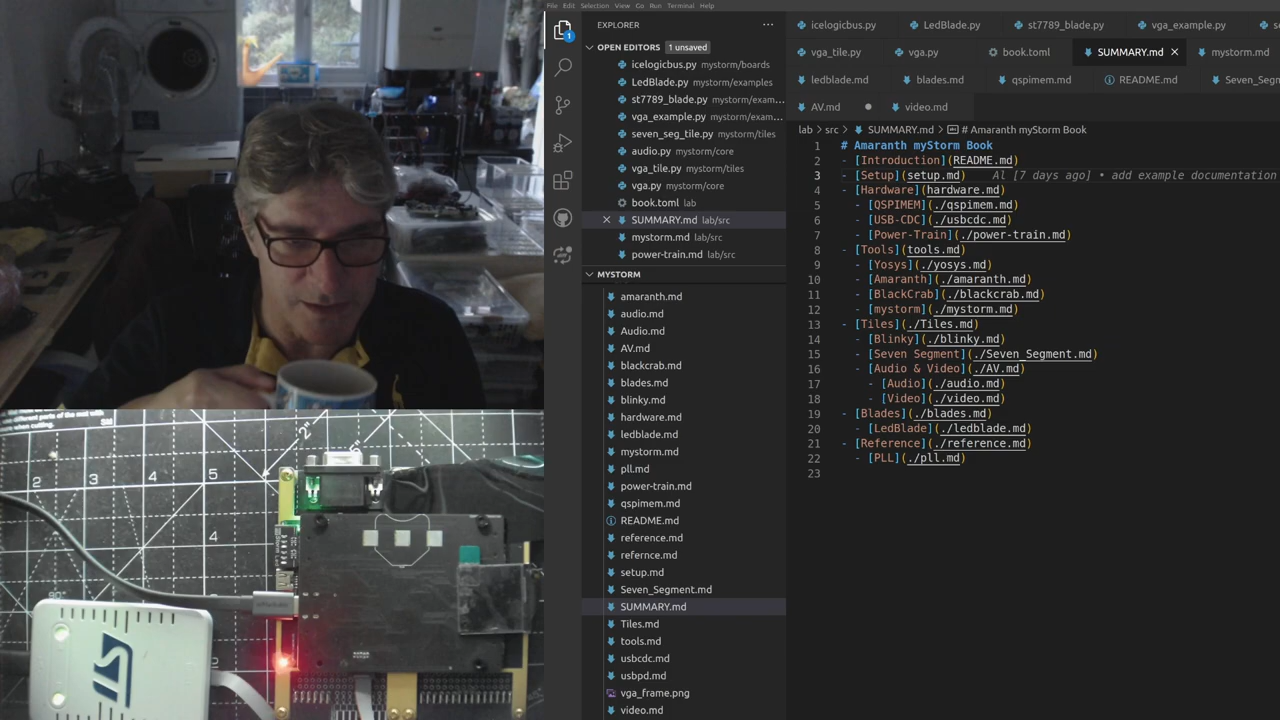 File Edit Selection View Go Run Terminal Help
EXPLORER
OPEN EDITORS 1 unsaved
icelogicbus.py mystorm/boards
LedBlade.py mystorm/examples
st7789_blade.py mystorm/exam...
vga_example.py mystorm/exam...
seven_seg_tile.py mystorm/tiles
audio.py mystorm/core
vga_tile.py mystorm/tiles
vga.py mystorm/core
book.toml lab
SUMMARY.md lab/src
mystorm.md lab/src
power-train.md lab/src
MYSTORM
amaranth.md
audio.md
Audio.md
AV.md
blackcrab.md
blades.md
blinky.md
hardware.md
ledblade.md
mystorm.md
pll.md
power-train.md
qspimem.md
README.md
reference.md
refernce.md
setup.md
Seven_Segment.md
SUMMARY.md
Tiles.md
tools.md
usbcdc.md
usbpd.md
vga_frame.png
video.md
icelogicbus.py LedBlade.py st7789_blade.py vga_example.py
vga_tile.py vga.py book.toml SUMMARY.md mystorm.md
ledblade.md blades.md qspimem.md README.md Seven_Segm
AV.md video.md
lab > src > SUMMARY.md > # Amaranth myStorm Book
1 # Amaranth myStorm Book
2 - [Introduction](README.md)
3 - [Setup](setup.md) Al [7 days ago] • add example documentation
4 - [Hardware](hardware.md)
5 - [QSPIMEM](./qspimem.md)
6 - [USB-CDC](./usbcdc.md)
7 - [Power-Train](./power-train.md)
8 - [Tools](tools.md)
9 - [Yosys](./yosys.md)
10 - [Amaranth](./amaranth.md)
11 - [BlackCrab](./blackcrab.md)
12 - [mystorm](./mystorm.md)
13 - [Tiles](./Tiles.md)
14 - [Blinky](./blinky.md)
15 - [Seven Segment](./Seven_Segment.md)
16 - [Audio & Video](./AV.md)
17 - [Audio](./audio.md)
18 - [Video](./video.md)
19 - [Blades](./blades.md)
20 - [LedBlade](./ledblade.md)
21 - [Reference](./reference.md)
22 - [PLL](./pll.md)
23
1
2 3 4 5
4
2"